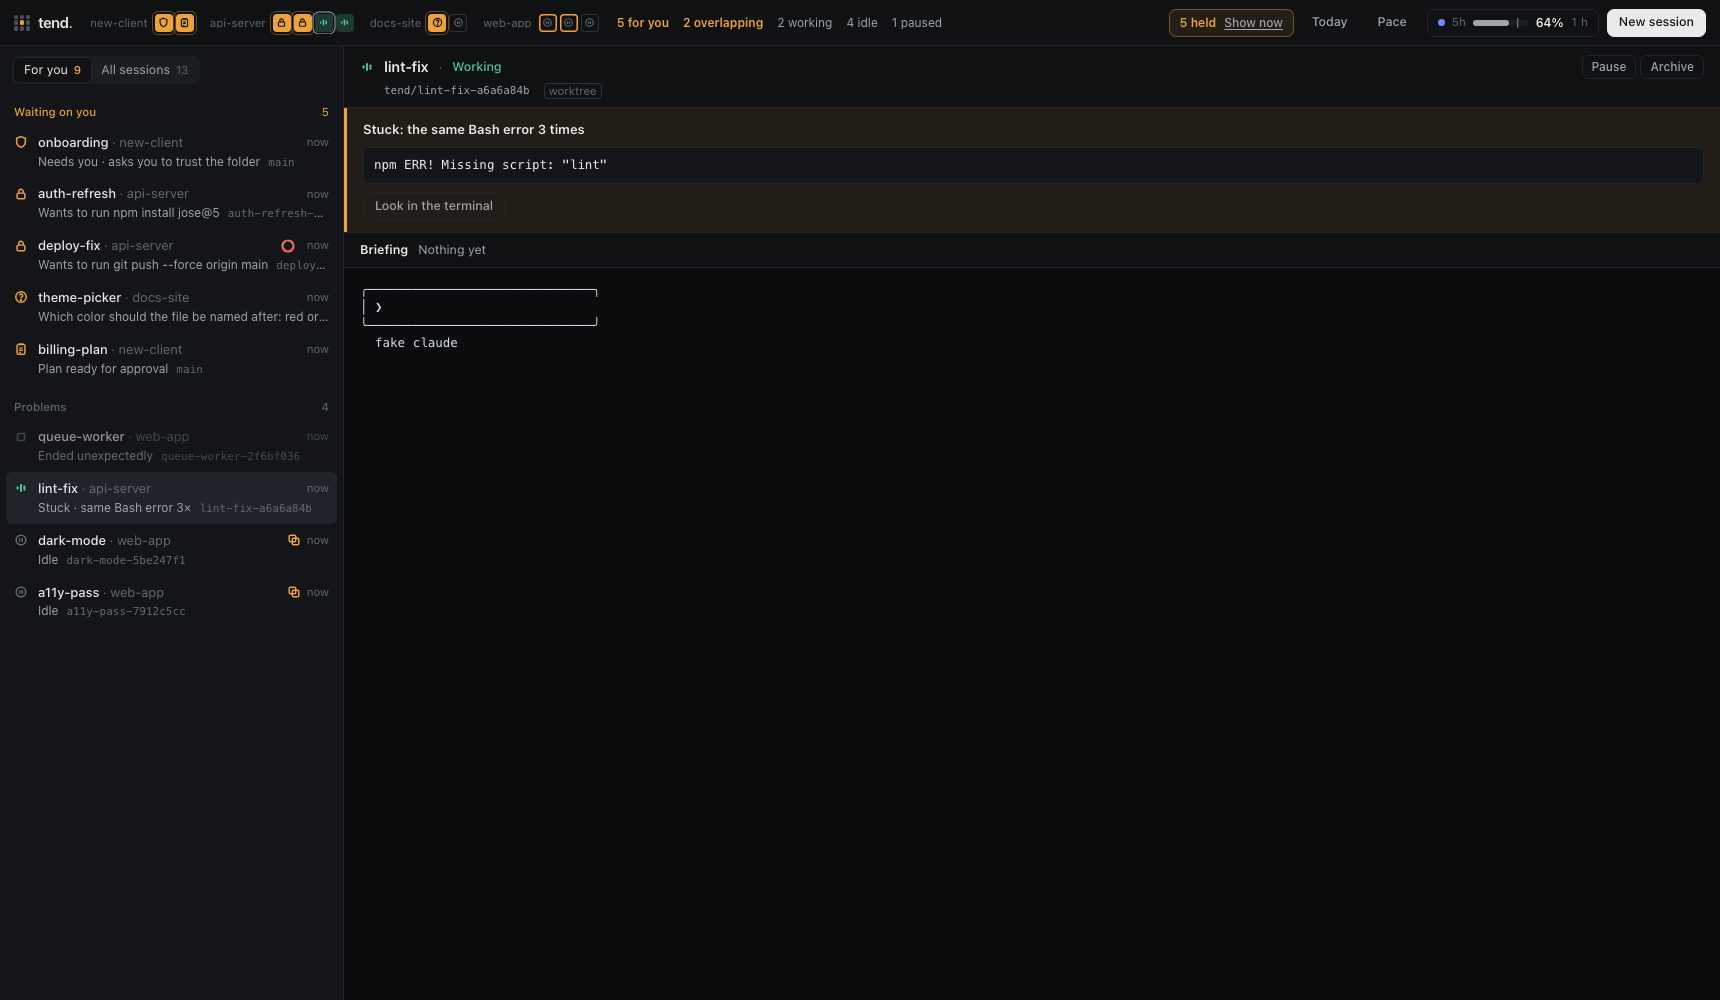 tend. new-client api-server docs-site web-app 5 for you 2 overlapping 2 working 4 idle 1 paused 5 held Show now Today Pace 5h 64% 1 h New session
For you 9 All sessions 13
Waiting on you 5
onboarding · new-client now
Needs you · asks you to trust the folder main
auth-refresh · api-server now
Wants to run npm install jose@5 auth-refresh-…
deploy-fix · api-server now
Wants to run git push --force origin main deploy…
theme-picker · docs-site now
Which color should the file be named after: red or…
billing-plan · new-client now
Plan ready for approval main
Problems 4
queue-worker · web-app now
Ended unexpectedly queue-worker-2f6bf036
lint-fix · api-server now
Stuck · same Bash error 3× lint-fix-a6a6a84b
dark-mode · web-app now
Idle dark-mode-5be247f1
a11y-pass · web-app now
Idle a11y-pass-7912c5cc
lint-fix · Working Pause Archive
tend/lint-fix-a6a6a84b worktree
Stuck: the same Bash error 3 times
npm ERR! Missing script: "lint"
Look in the terminal
Briefing Nothing yet
❯
fake claude